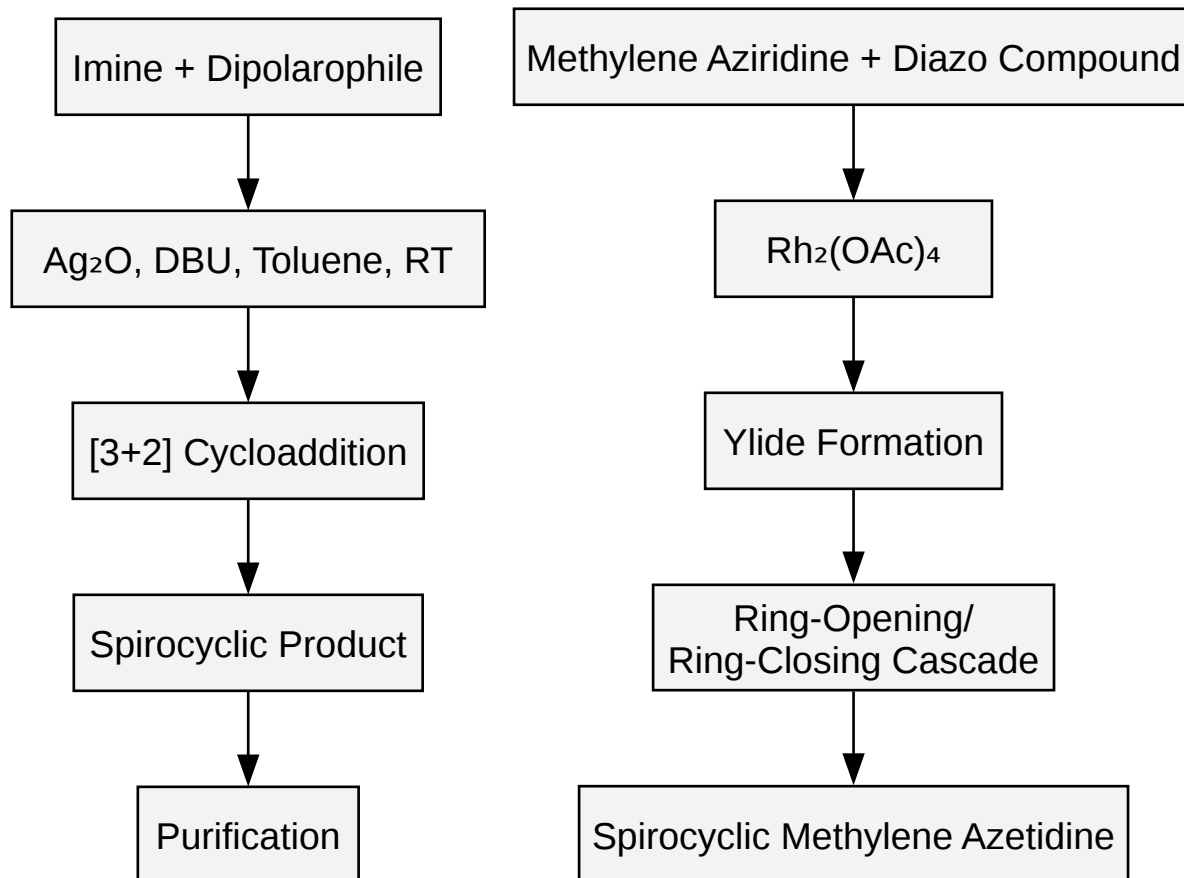 Imine + Dipolarophile
Ag₂O, DBU, Toluene, RT
[3+2] Cycloaddition
Spirocyclic Product
Purification
Methylene Aziridine + Diazo Compound
Rh₂(OAc)₄
Ylide Formation
Ring-Opening/
Ring-Closing Cascade
Spirocyclic Methylene Azetidine